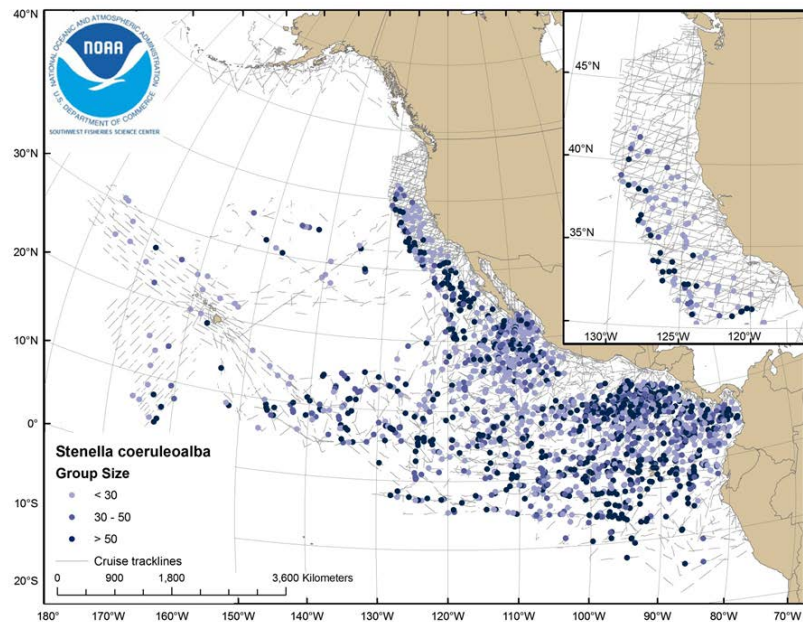 40°N
NATIONAL OCEANIC AND ATMOSPHERIC ADMINISTRATION
NOAA
U.S. DEPARTMENT OF COMMERCE
SOUTHWEST FISHERIES SCIENCE CENTER
45°N
40°N
35°N
130°W
125°W
120°W
30°N
20°N
10°N
0°
10°S
20°S
Stenella coeruleoalba
Group Size
< 30
30 - 50
> 50
Cruise tracklines
0 900 1,800 3,600 Kilometers
180° 170°W 160°W 150°W 140°W 130°W 120°W 110°W 100°W 90°W 80°W 70°W